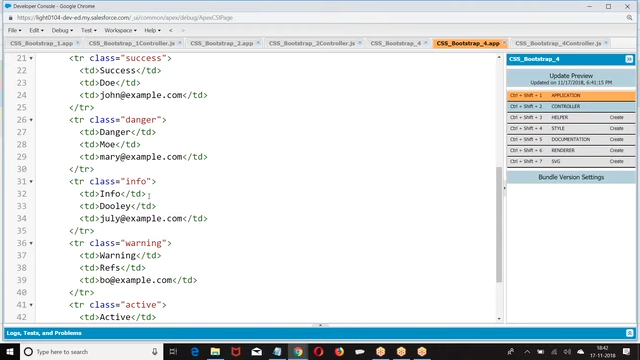 Developer Console - Google Chrome
https://light0104-dev-ed.my.salesforce.com/_ui/common/apex/debug/ApexCSIPage
File Edit Debug Test Workspace Help < >
CSS_Bootstrap_1.app CSS_Bootstrap_1Controller.js CSS_Bootstrap_2.app CSS_Bootstrap_2Controller.js CSS_Bootstrap_4 CSS_Bootstrap_4.app CSS_Bootstrap_4Controller.js
21 <tr class="success">
22 <td>Success</td>
23 <td>Doe</td>
24 <td>john@example.com</td>
25 </tr>
26 <tr class="danger">
27 <td>Danger</td>
28 <td>Moe</td>
29 <td>mary@example.com</td>
30 </tr>
31 <tr class="info">
32 <td>Info</td>
33 <td>Dooley</td>
34 <td>july@example.com</td>
35 </tr>
36 <tr class="warning">
37 <td>Warning</td>
38 <td>Refs</td>
39 <td>bo@example.com</td>
40 </tr>
41 <tr class="active">
42 <td>Active</td>
CSS_Bootstrap_4
Update Preview
Updated on 11/17/2018, 6:41:15 PM
Ctrl + Shift + 1 APPLICATION
Ctrl + Shift + 2 CONTROLLER
Ctrl + Shift + 3 HELPER Create
Ctrl + Shift + 4 STYLE Create
Ctrl + Shift + 5 DOCUMENTATION Create
Ctrl + Shift + 6 RENDERER Create
Ctrl + Shift + 7 SVG Create
Bundle Version Settings
Logs, Tests, and Problems
Type here to search
18:42
17-11-2018